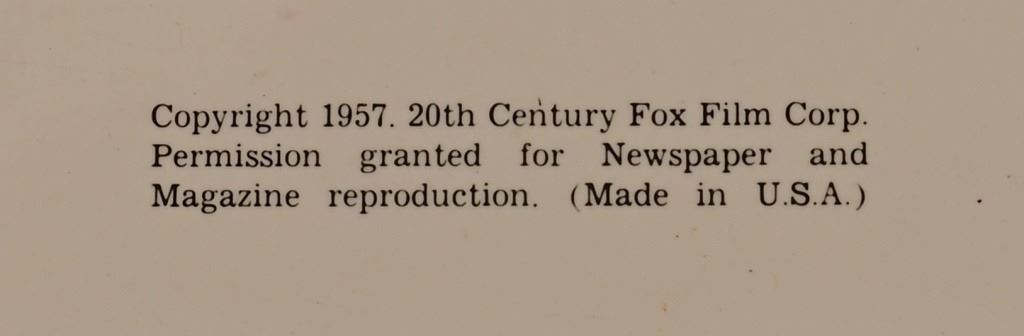 Copyright 1957. 20th Century Fox Film Corp.
Permission granted for Newspaper and
Magazine reproduction. (Made in U.S.A.)